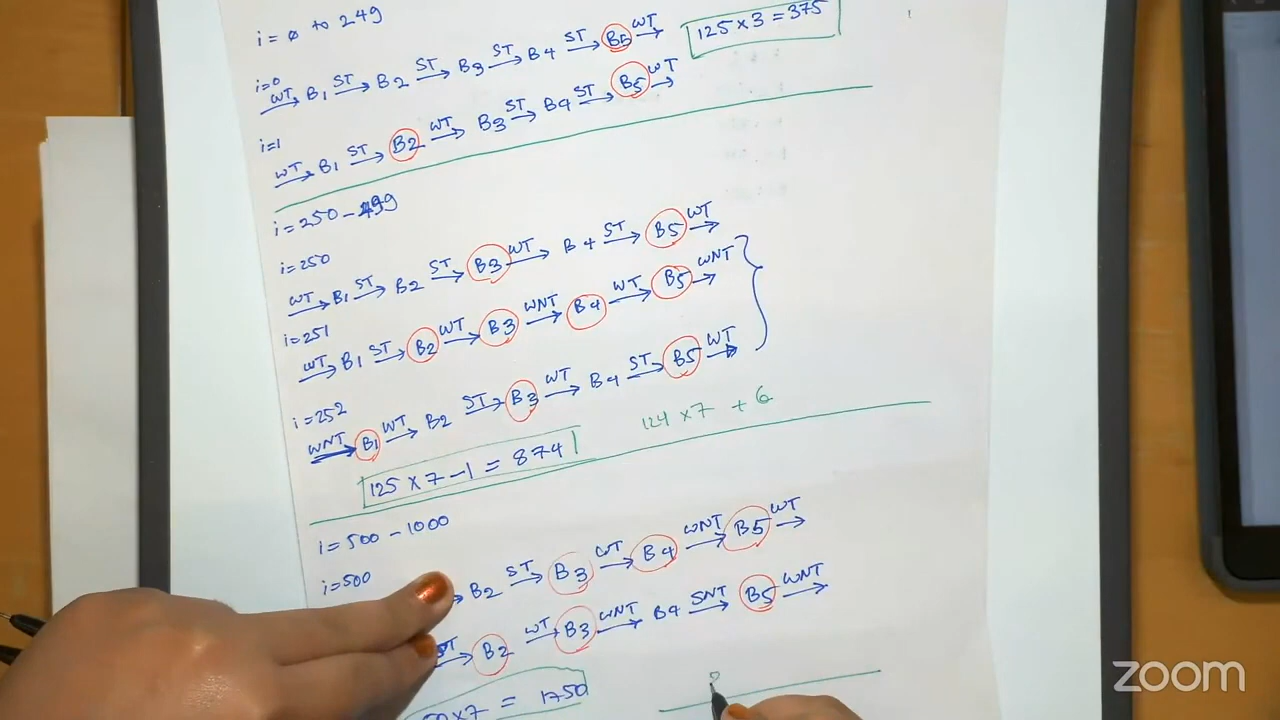 i = 0 to 249
125 × 3 = 375
i=0
WT B1 ST B2 ST B3 ST B4 ST B5 WT
i=1
WT B1 ST B2 WT B3 ST B4 ST B5 WT
i=250 - 499
i=250
WT B1 ST B2 ST B3 WT B4 ST B5 WT
i=251
WT B1 ST B2 WT B3 WNT B4 WT B5 WNT
i=252
WNT B1 WT B2 ST B3 WT B4 ST B5 WT
125 × 7 - 1 = 874
124 × 7 + 6
i=500 - 1000
i=500
B2 ST B3 WT B4 WNT B5 WT
B2 WT B3 WNT B4 SNT B5 WNT
50×7 = 1750
zoom